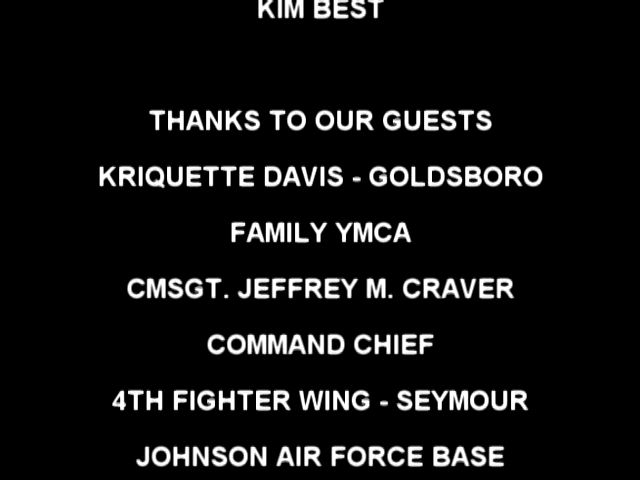 KIM BEST
THANKS TO OUR GUESTS
KRIQUETTE DAVIS - GOLDSBORO
FAMILY YMCA
CMSGT. JEFFREY M. CRAVER
COMMAND CHIEF
4TH FIGHTER WING - SEYMOUR
JOHNSON AIR FORCE BASE